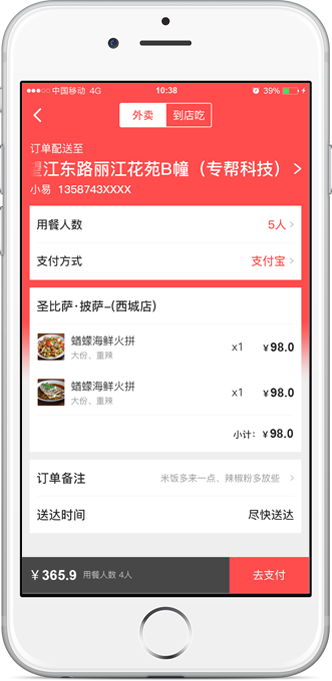 中国移动 4G 10:38 39%
外卖 到店吃
订单配送至
江东路丽江花苑B幢（专帮科技）
小易 1358743XXXX
用餐人数 5人
支付方式 支付宝
圣比萨·披萨-(西城店)
蝤蠓海鲜火拼 x1 ¥98.0
大份、重辣
蝤蠓海鲜火拼 x1 ¥98.0
大份、重辣
小计：¥98.0
订单备注 米饭多来一点、辣椒粉多放些
送达时间 尽快送达
¥365.9 用餐人数 4人 去支付